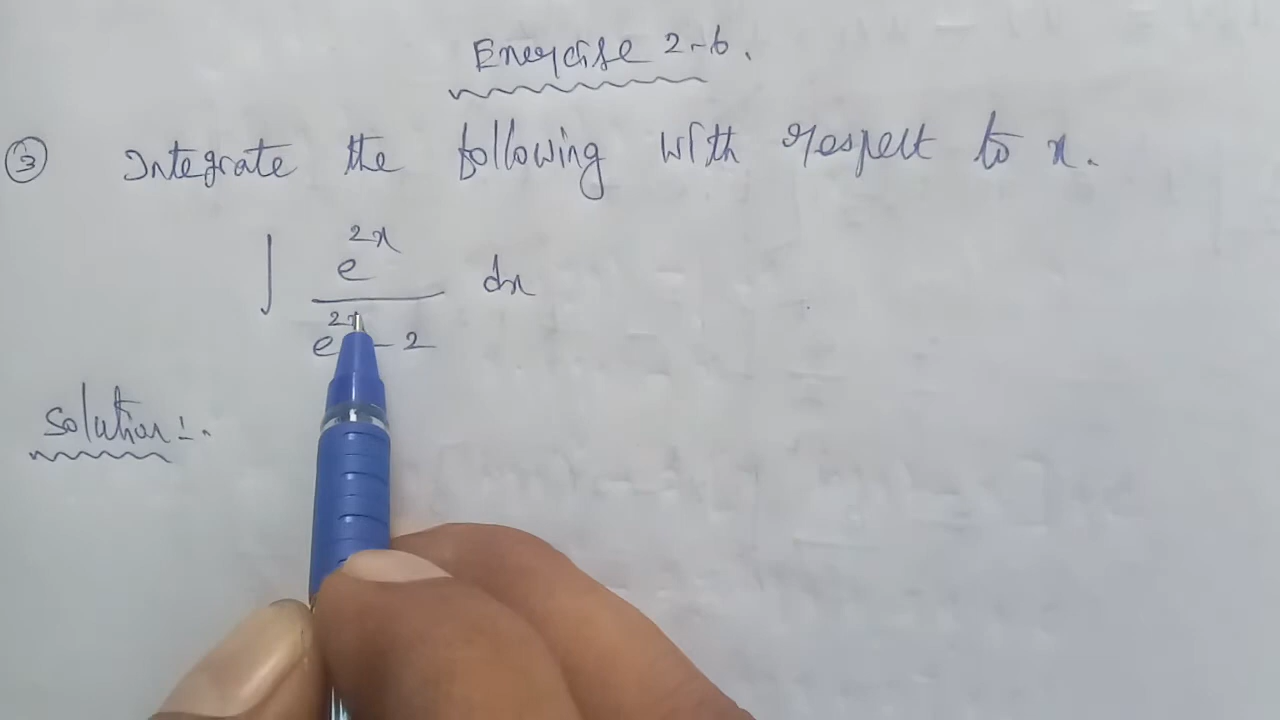 Exercise 2-6.
③ Integrate the following with respect to x.
∫ e^2x / e^2x - 2 dx
Solution:-.